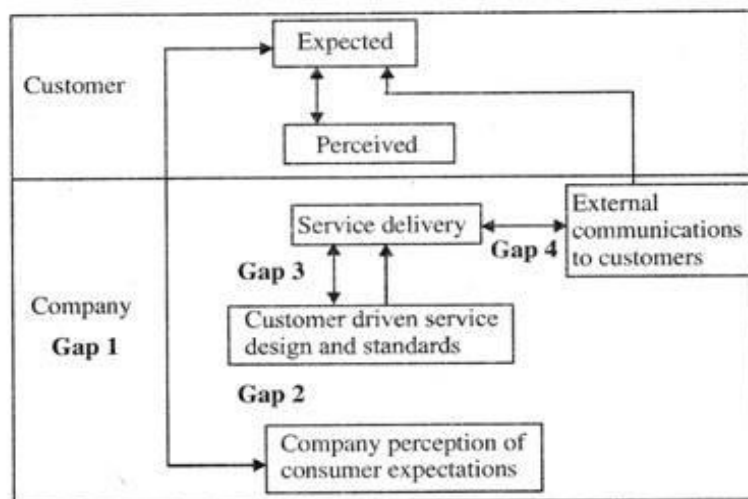 Expected
Customer
Perceived
Service delivery
External
communications
to customers
Gap 4
Gap 3
Company
Gap 1
Customer driven service
design and standards
Gap 2
Company perception of
consumer expectations